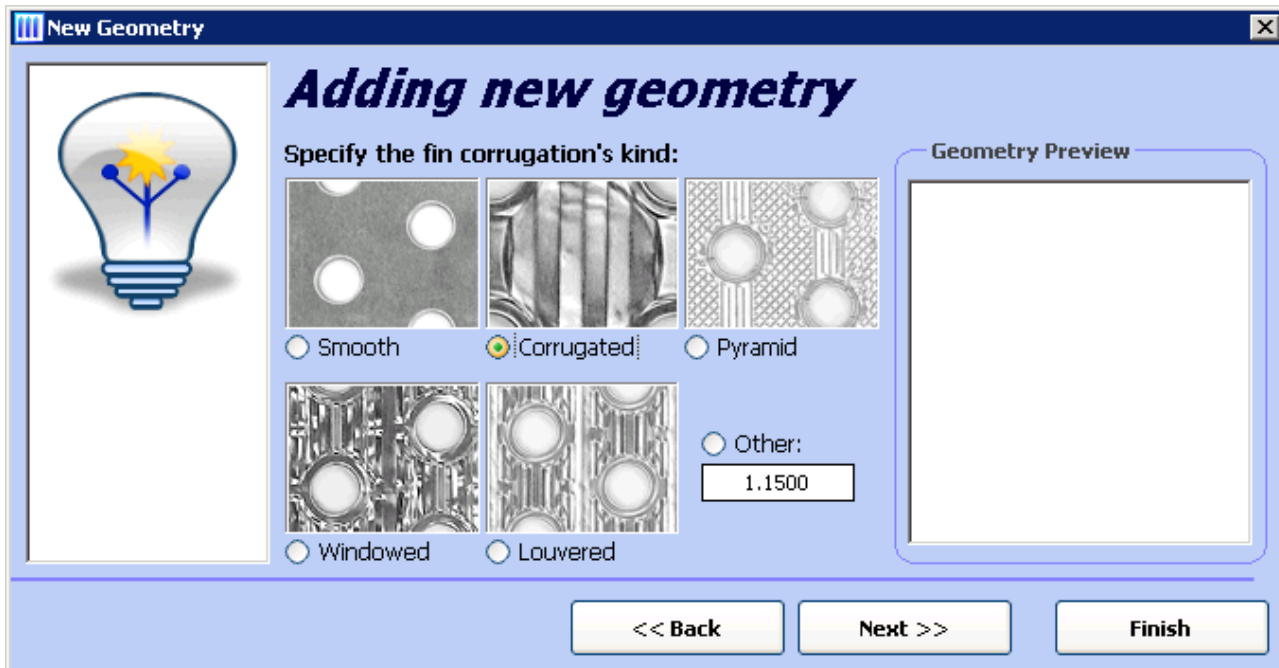 New Geometry
Adding new geometry
Specify the fin corrugation's kind:
Geometry Preview
Smooth
Corrugated
Pyramid
Other:
1.1500
Windowed
Louvered
<< Back
Next >>
Finish